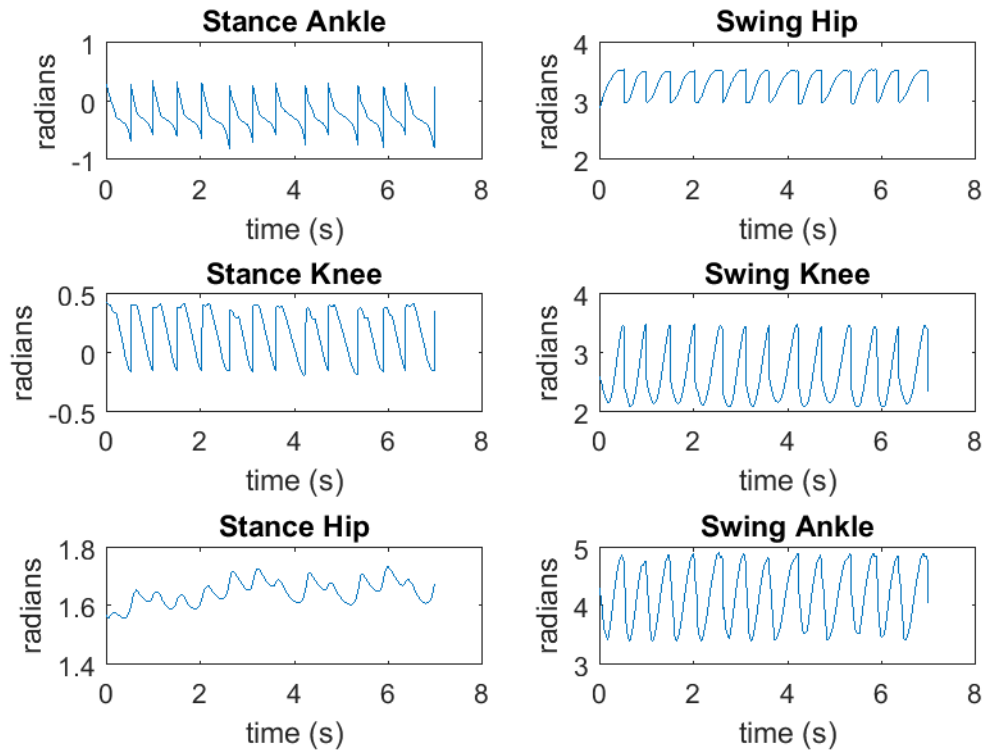 Stance Ankle
radians
1
0
-1
0 2 4 6 8
time (s)
Swing Hip
radians
4
3
2
0 2 4 6 8
time (s)
Stance Knee
radians
0.5
0
-0.5
0 2 4 6 8
time (s)
Swing Knee
radians
4
3
2
0 2 4 6 8
time (s)
Stance Hip
radians
1.8
1.6
1.4
0 2 4 6 8
time (s)
Swing Ankle
radians
5
4
3
0 2 4 6 8
time (s)